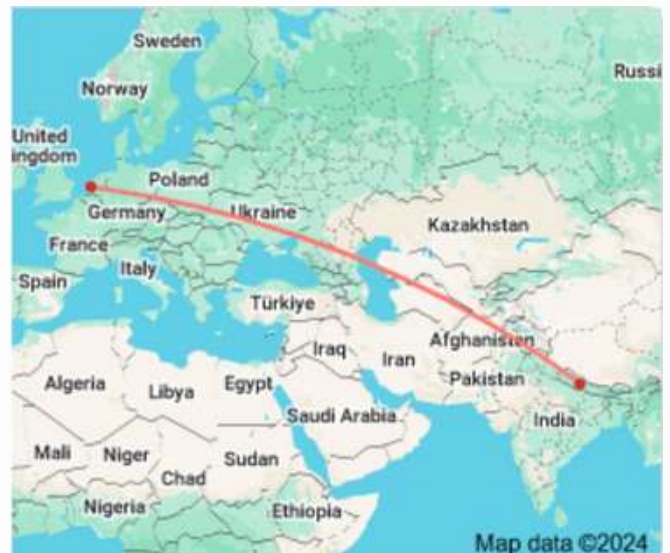 Sweden
Russi
Norway
United
ingdom
Poland
Germany
Ukraine
Kazakhstan
France
Italy
Spain
Türkiye
Afghanistan
Iraq
Iran
Pakistan
Algeria
Libya
Egypt
Saudi Arabia
India
Mali
Niger
Sudan
Chad
Nigeria
Ethiopia
Map data ©2024